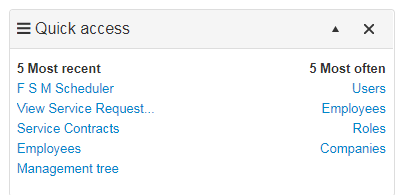 Quick access
5 Most recent 5 Most often
F S M Scheduler Users
View Service Request... Employees
Service Contracts Roles
Employees Companies
Management tree